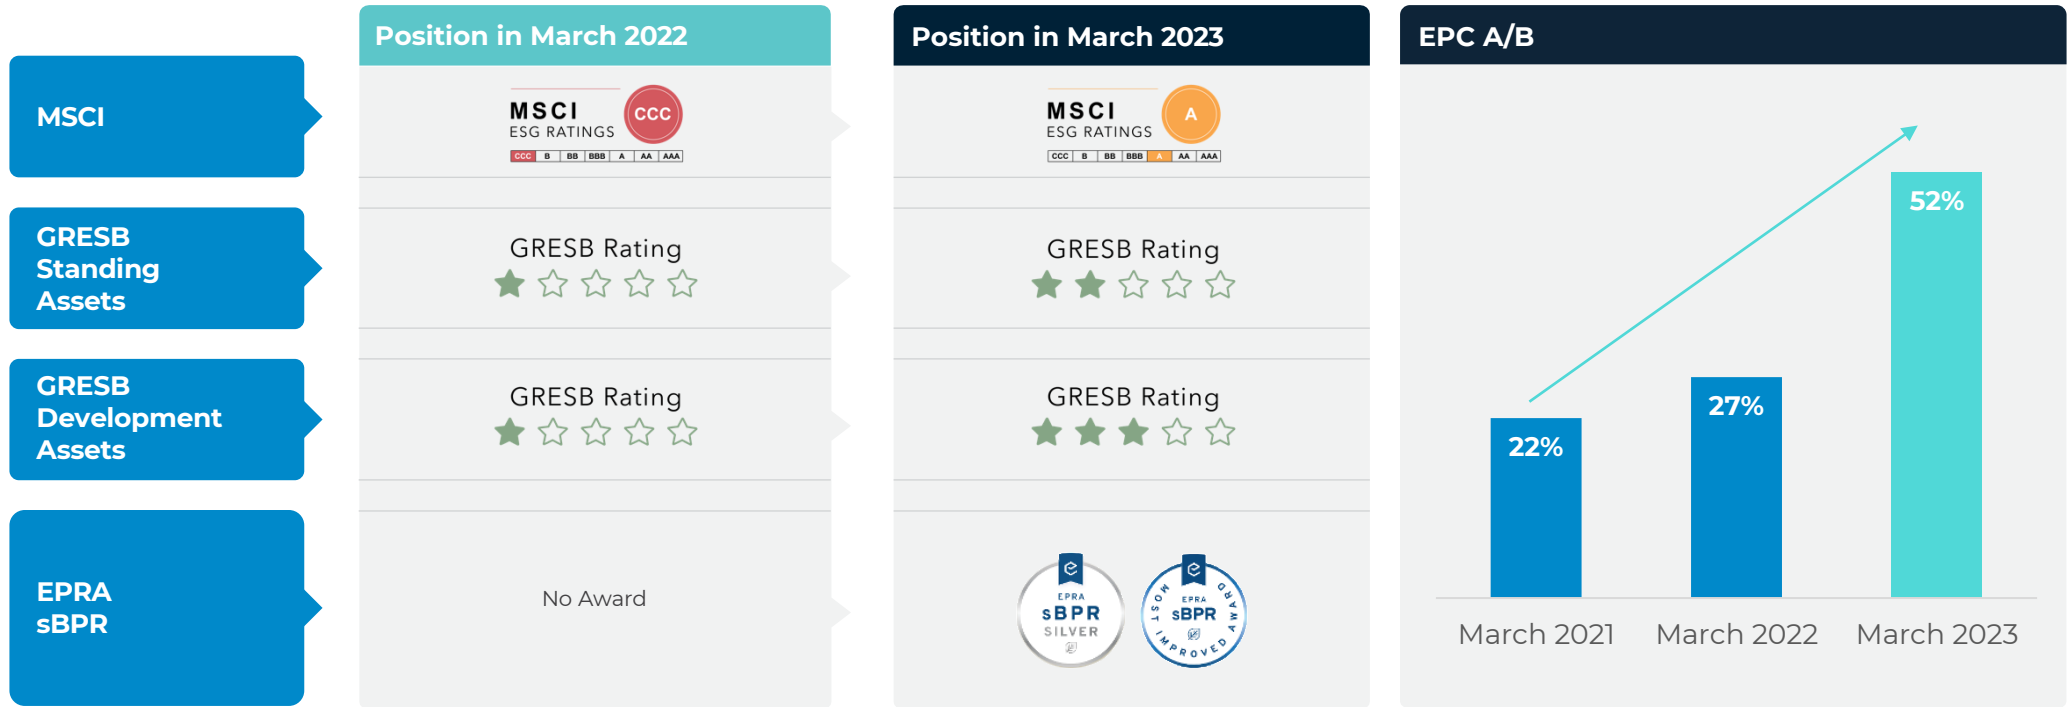 Position in March 2022
Position in March 2023
EPC A/B
MSCI
MSCI
ESG RATINGS
CCC
CCC B BB BBB A AA AAA
MSCI
ESG RATINGS
A
CCC B BB BBB A AA AAA
GRESB
Standing
Assets
GRESB Rating
GRESB Rating
GRESB
Development
Assets
GRESB Rating
GRESB Rating
EPRA
sBPR
No Award
EPRA
sBPR
SILVER
EPRA
sBPR
MOST IMPROVED AWARD
22%
27%
52%
March 2021
March 2022
March 2023